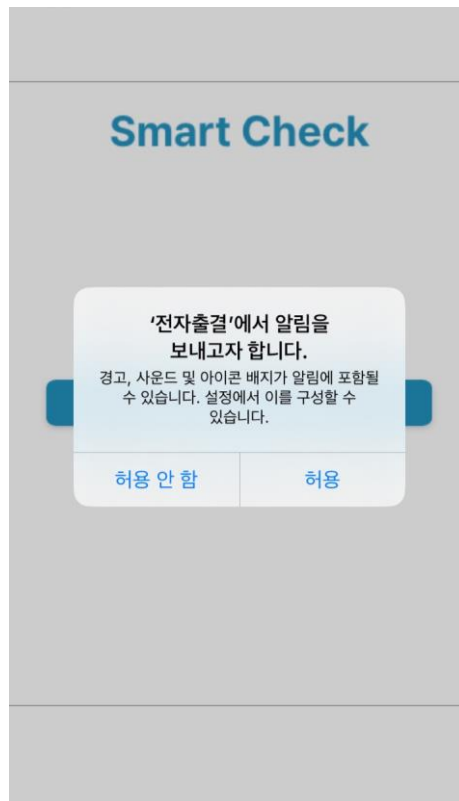 Smart Check
‘전자출결’에서 알림을
보내고자 합니다.
경고, 사운드 및 아이콘 배지가 알림에 포함될
수 있습니다. 설정에서 이를 구성할 수
있습니다.
허용 안 함
허용